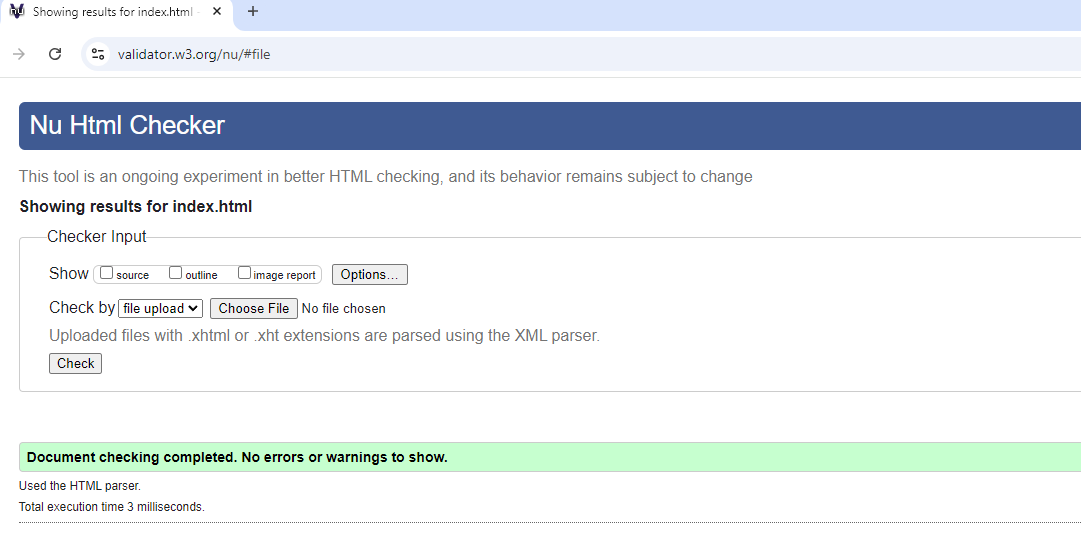 Showing results for index.html -
validator.w3.org/nu/#file
Nu Html Checker
This tool is an ongoing experiment in better HTML checking, and its behavior remains subject to change
Showing results for index.html
Checker Input
Show source outline image report Options...
Check by file upload Choose File No file chosen
Uploaded files with .xhtml or .xht extensions are parsed using the XML parser.
Check
Document checking completed. No errors or warnings to show.
Used the HTML parser.
Total execution time 3 milliseconds.